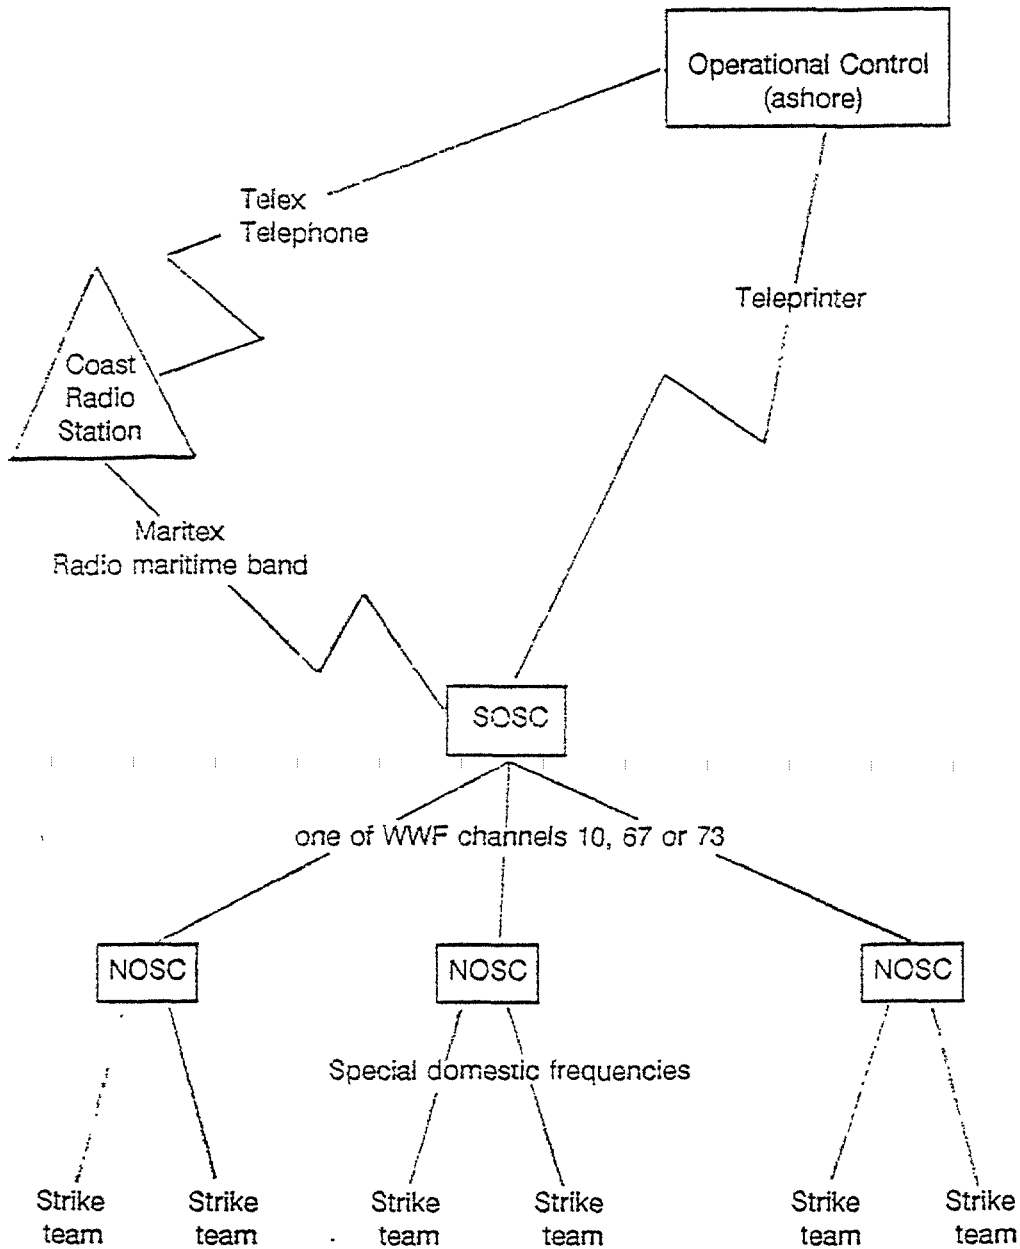 Operational Control
(ashore)
Telex
Telephone
Teleprinter
Coast
Radio
Station
Maritex
Radio maritime band
SOSC
one of WWF channels 10, 67 or 73
NOSC
NOSC
NOSC
Special domestic frequencies
Strike
team
Strike
team
Strike
team
Strike
team
Strike
team
Strike
team